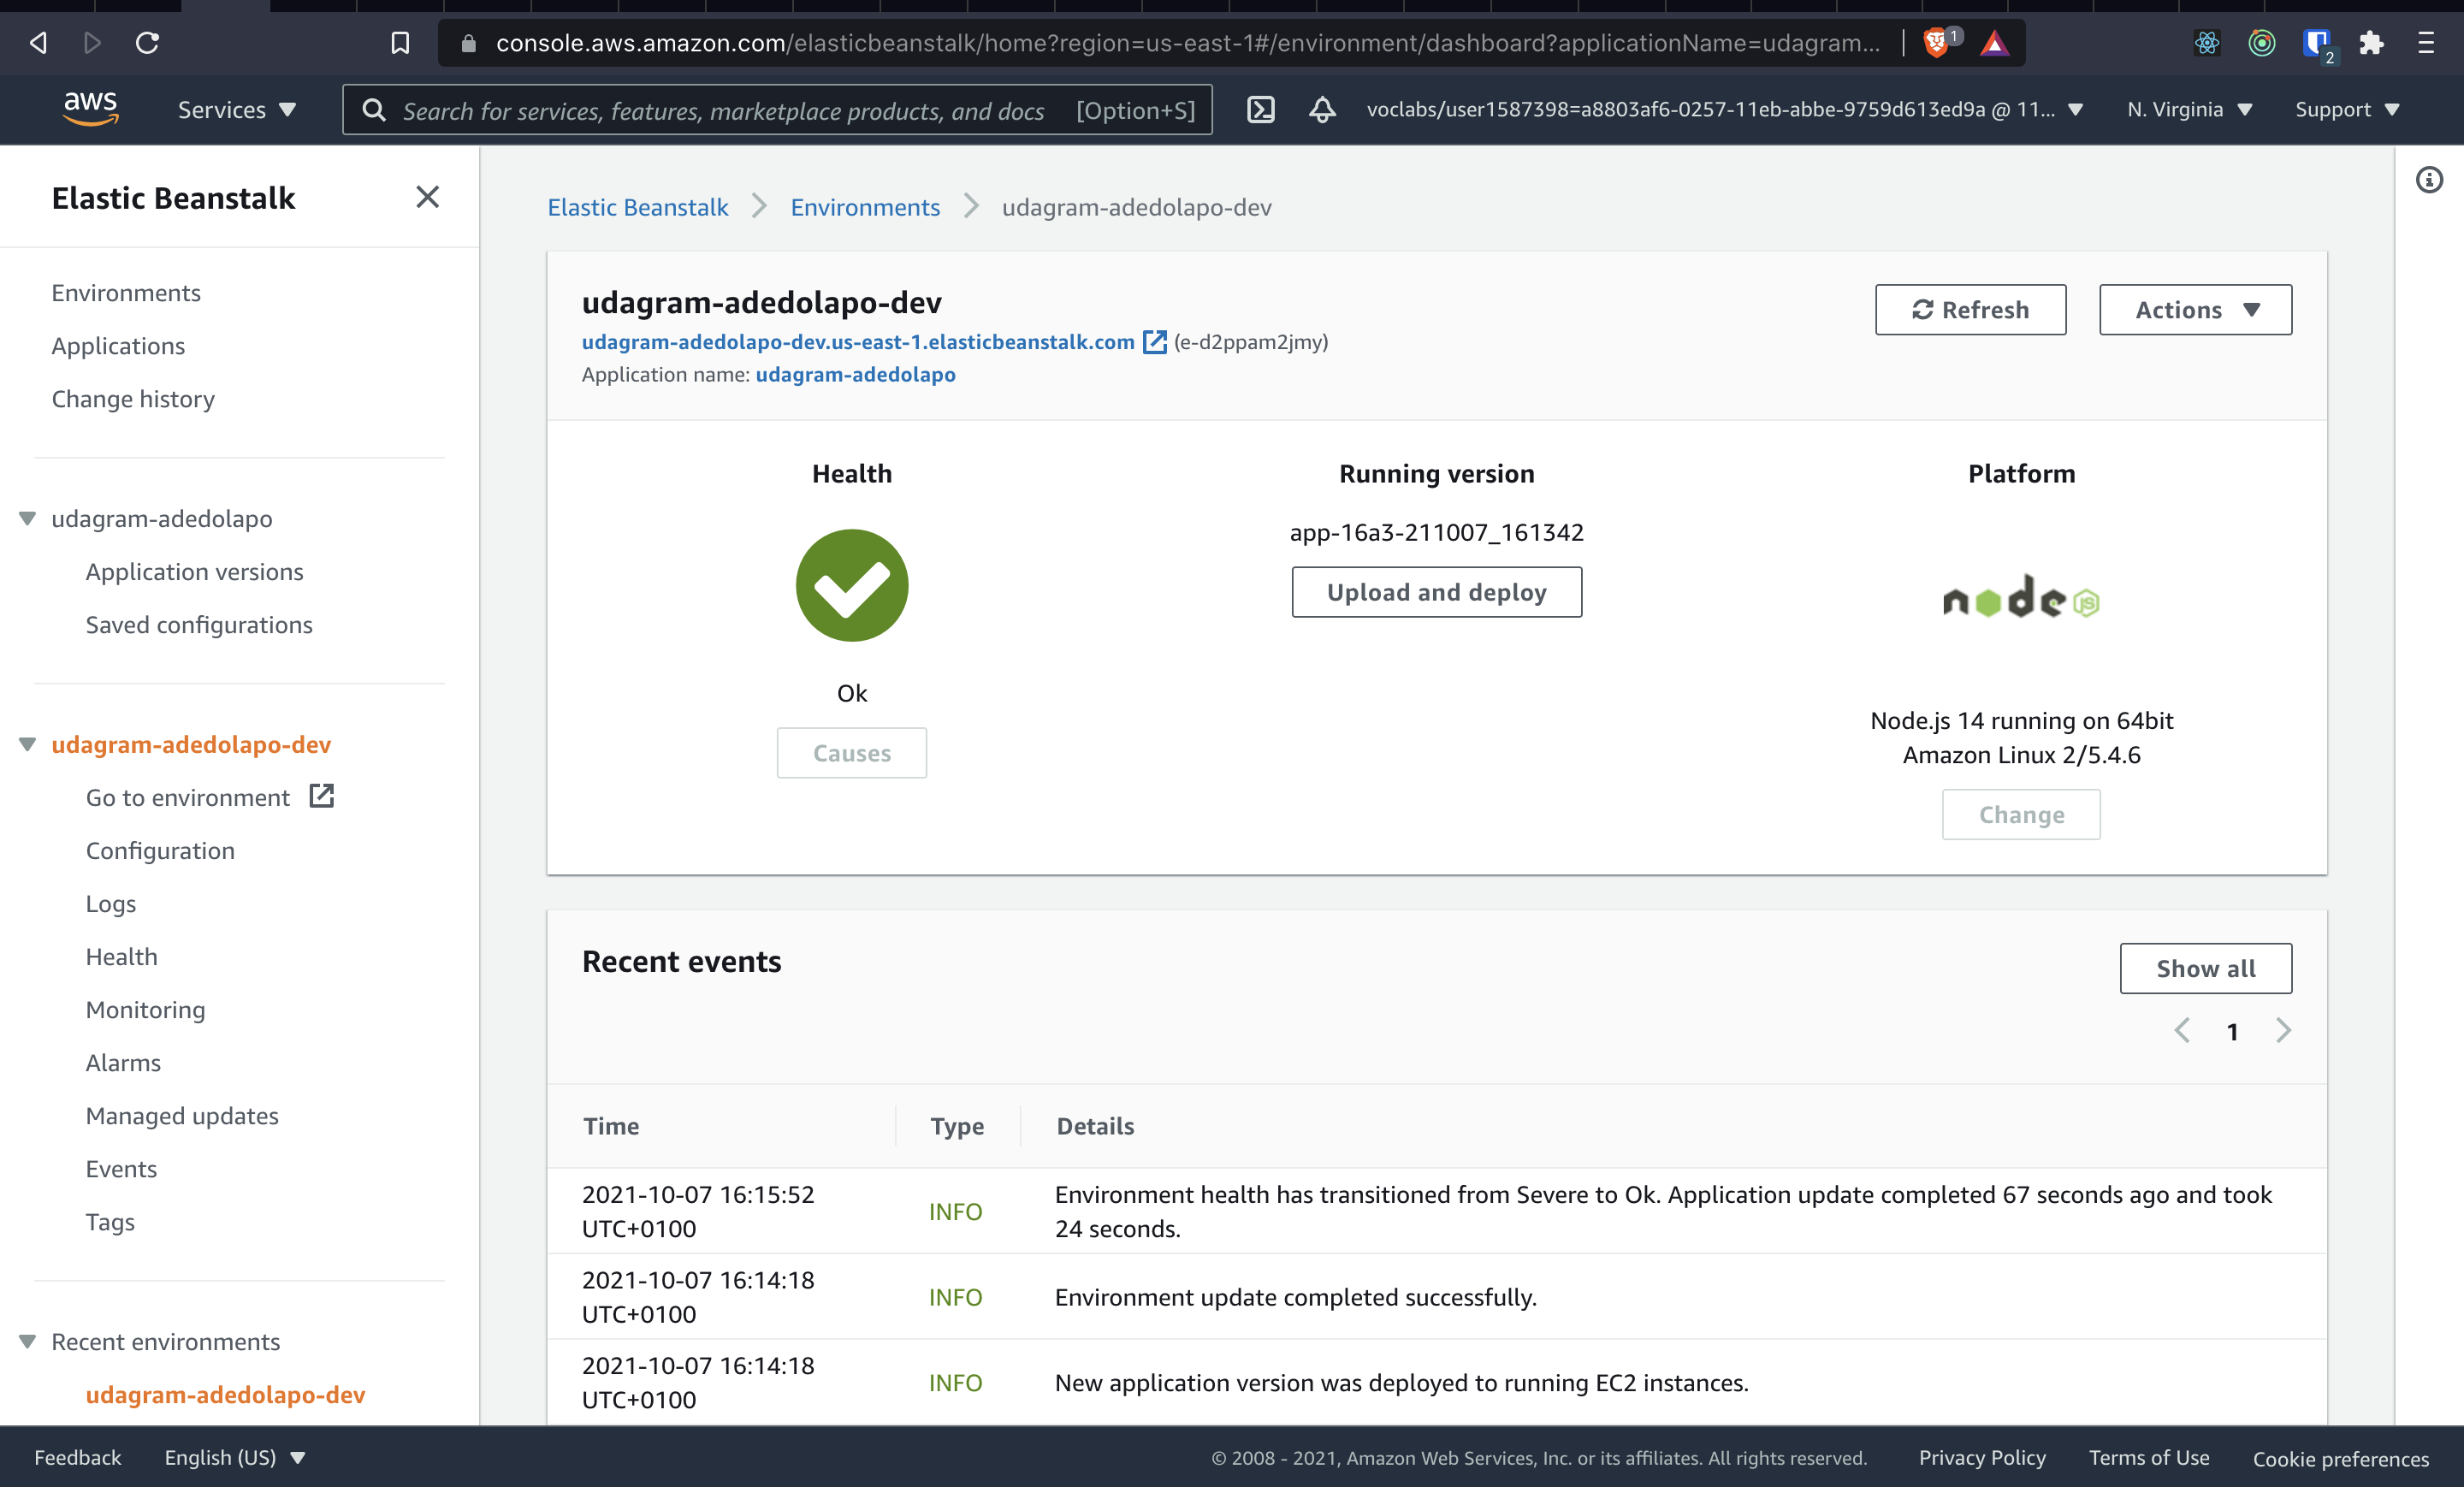 console.aws.amazon.com/elasticbeanstalk/home?region=us-east-1#/environment/dashboard?applicationName=udagram...
1
2
aws
Services
Search for services, features, marketplace products, and docs [Option+S]
voclabs/user1587398=a8803af6-0257-11eb-abbe-9759d613ed9a @ 11...
N. Virginia
Support
Elastic Beanstalk
Environments
Applications
Change history
udagram-adedolapo
Application versions
Saved configurations
udagram-adedolapo-dev
Go to environment
Configuration
Logs
Health
Monitoring
Alarms
Managed updates
Events
Tags
Recent environments
udagram-adedolapo-dev
Elastic Beanstalk
Environments
udagram-adedolapo-dev
udagram-adedolapo-dev
udagram-adedolapo-dev.us-east-1.elasticbeanstalk.com (e-d2ppam2jmy)
Application name: udagram-adedolapo
Refresh
Actions
Health
Ok
Causes
Running version
app-16a3-211007_161342
Upload and deploy
Platform
node JS
Node.js 14 running on 64bit
Amazon Linux 2/5.4.6
Change
Recent events
Show all
1
Time
Type
Details
2021-10-07 16:15:52
UTC+0100
INFO
Environment health has transitioned from Severe to Ok. Application update completed 67 seconds ago and took
24 seconds.
2021-10-07 16:14:18
UTC+0100
INFO
Environment update completed successfully.
2021-10-07 16:14:18
UTC+0100
INFO
New application version was deployed to running EC2 instances.
Feedback
English (US)
© 2008 - 2021, Amazon Web Services, Inc. or its affiliates. All rights reserved.
Privacy Policy
Terms of Use
Cookie preferences